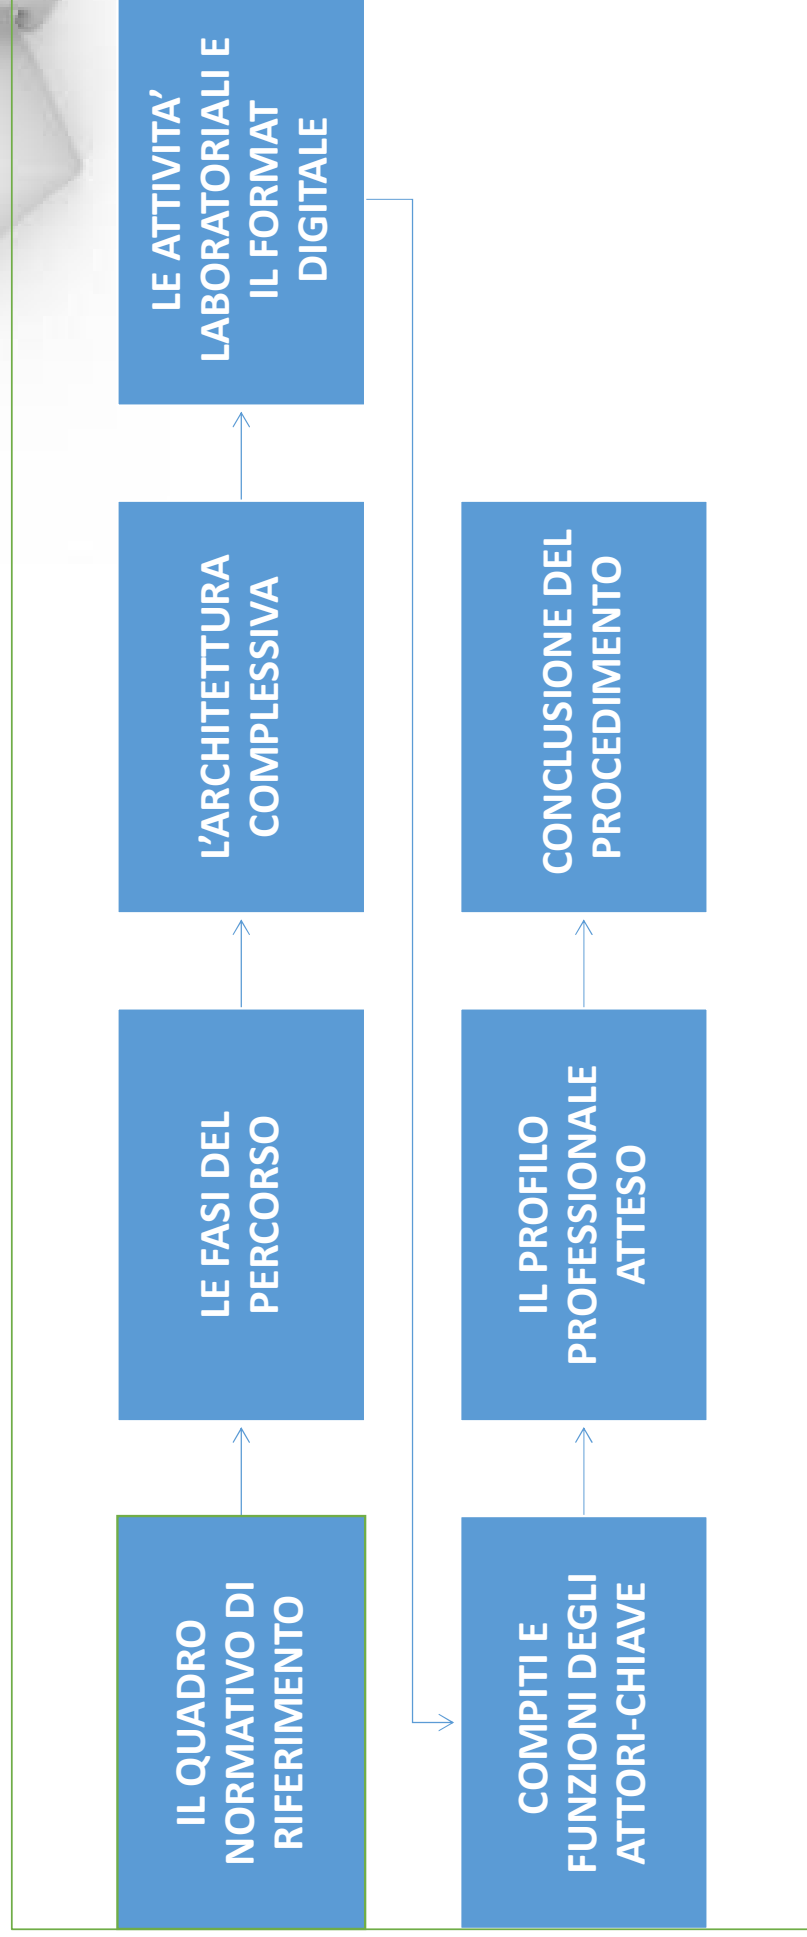 IL QUADRO
NORMATIVO DI
RIFERIMENTO
LE FASI DEL
PERCORSO
L’ARCHITETTURA
COMPLESSIVA
LE ATTIVITA’
LABORATORIALI E
IL FORMAT
DIGITALE
COMPITI E
FUNZIONI DEGLI
ATTORI-CHIAVE
IL PROFILO
PROFESSIONALE
ATTESO
CONCLUSIONE DEL
PROCEDIMENTO